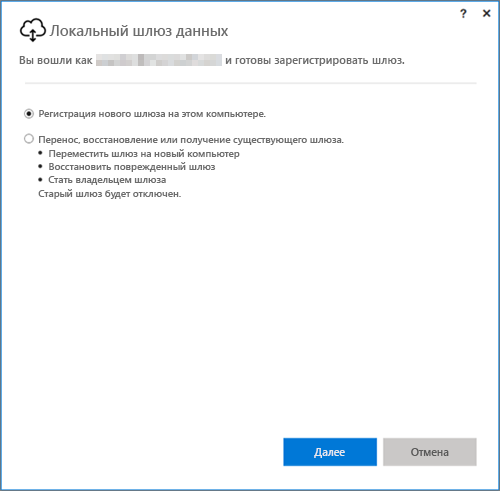 ? ×
Локальный шлюз данных
Вы вошли как и готовы зарегистрировать шлюз.
Регистрация нового шлюза на этом компьютере.
Перенос, восстановление или получение существующего шлюза.
• Переместить шлюз на новый компьютер
• Восстановить поврежденный шлюз
• Стать владельцем шлюза
Старый шлюз будет отключен.
Далее Отмена